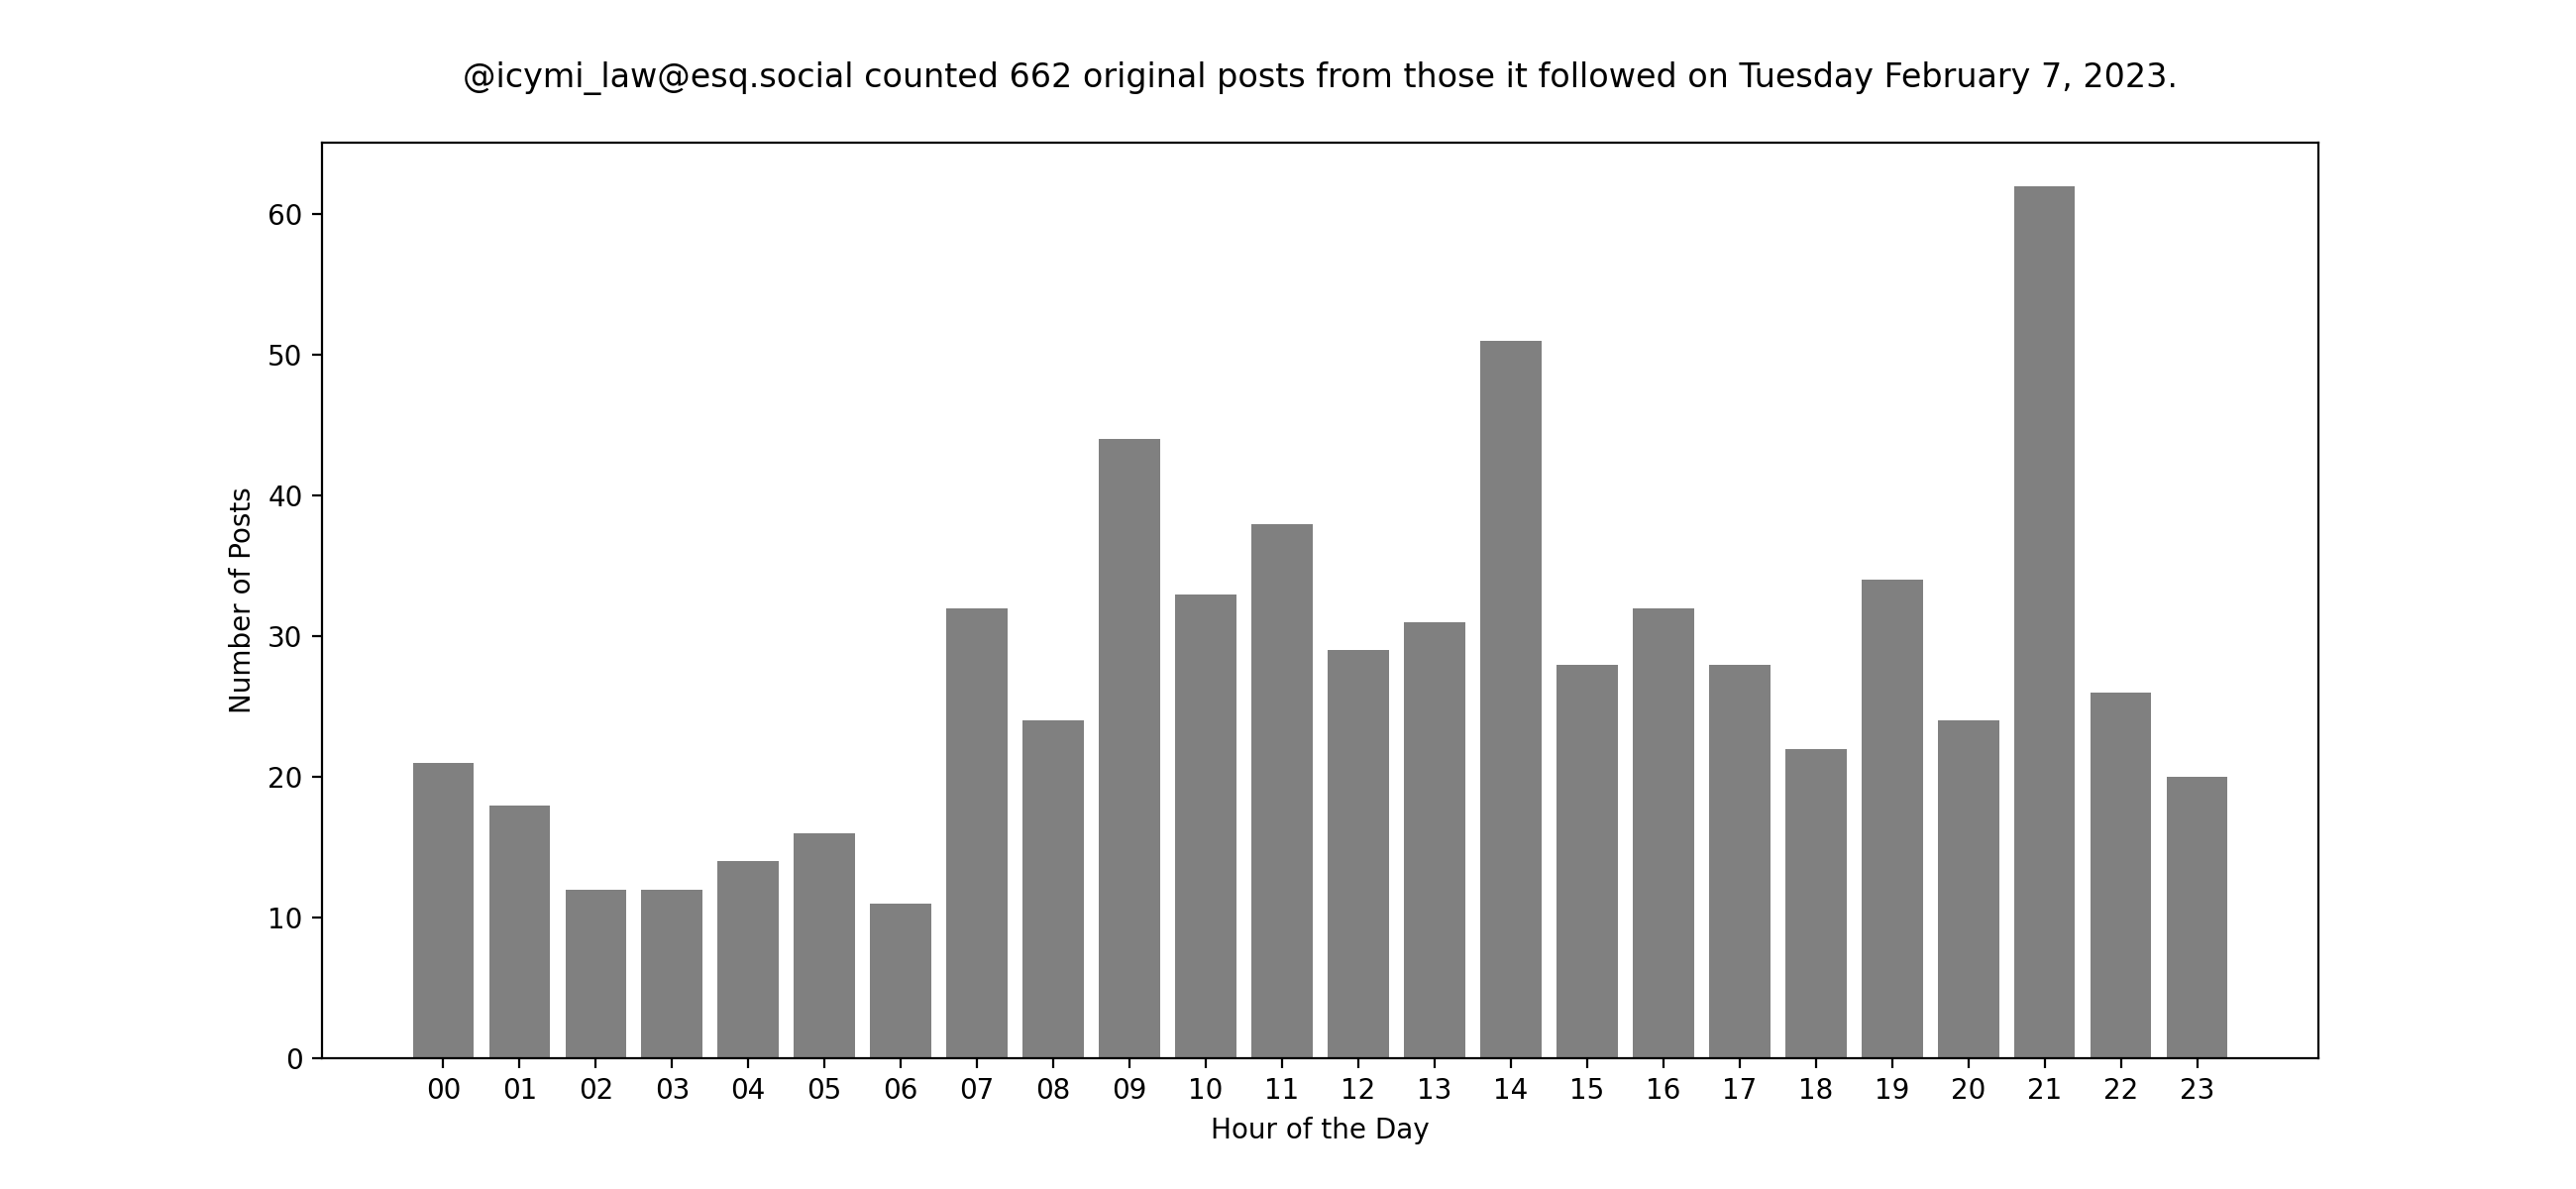 @icymi_law@esq.social counted 662 original posts from those it followed on Tuesday February 7, 2023.
60
50
40
30
20
10
0
Number of Posts
00 01 02 03 04 05 06 07 08 09 10 11 12 13 14 15 16 17 18 19 20 21 22 23
Hour of the Day